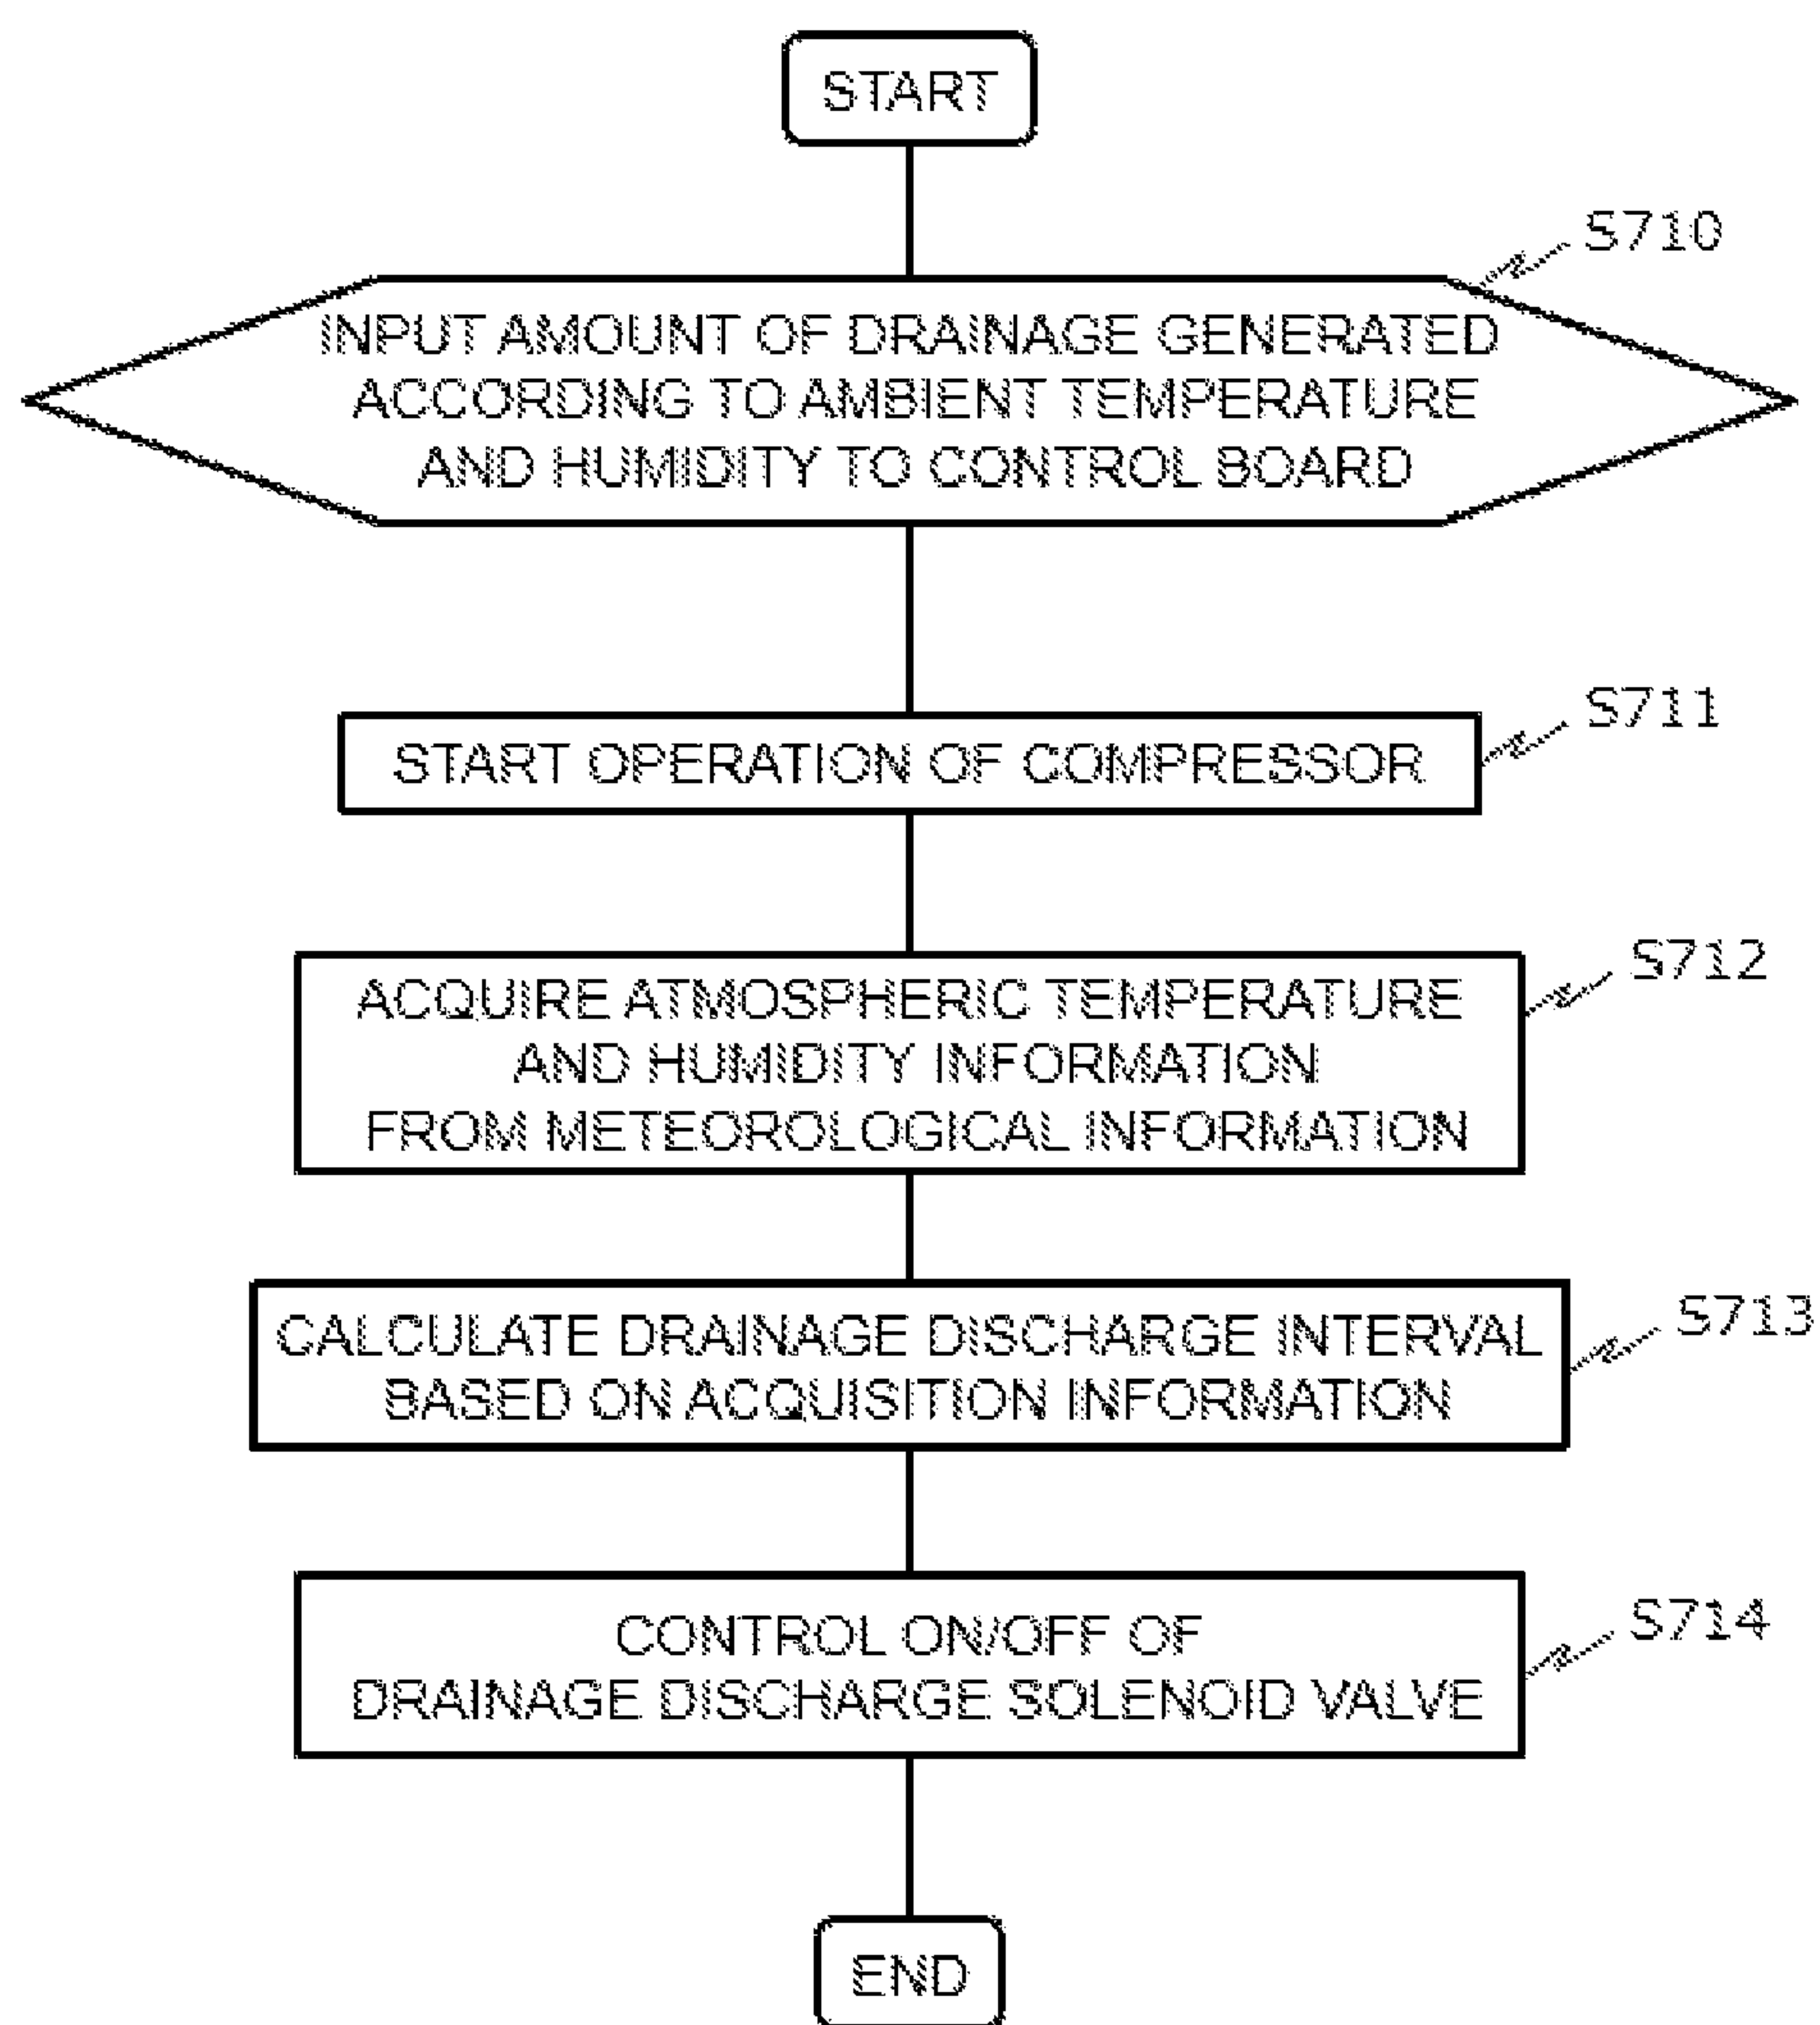 START
S710
INPUT AMOUNT OF DRAINAGE GENERATED
ACCORDING TO AMBIENT TEMPERATURE
AND HUMIDITY TO CONTROL BOARD
S711
START OPERATION OF COMPRESSOR
S712
ACQUIRE ATMOSPHERIC TEMPERATURE
AND HUMIDITY INFORMATION
FROM METEOROLOGICAL INFORMATION
S713
CALCULATE DRAINAGE DISCHARGE INTERVAL
BASED ON ACQUISITION INFORMATION
S714
CONTROL ON/OFF OF
DRAINAGE DISCHARGE SOLENOID VALVE
END